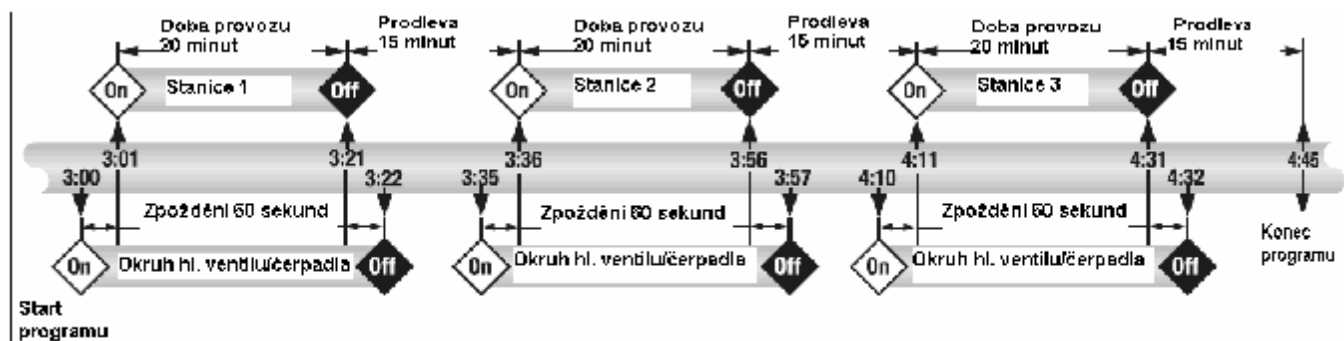 Doba provozu
20 minut
Prodleva
15 minut
Doba provozu
20 minut
Prodleva
15 minut
Doba provozu
20 minut
Prodleva
15 minut
On Stanice 1 Off On Stanice 2 Off On Stanice 3 Off
3:01 3:21 3:36 3:56 4:11 4:31 4:45
3:00 3:22 3:35 3:57 4:10 4:32
Zpoždění 60 sekund Zpoždění 60 sekund Zpoždění 60 sekund
On Okruh hl. ventilu/čerpadla Off On Okruh hl. ventilu/čerpadla Off On Okruh hl. ventilu/čerpadla Off
Konec
programu
Start
programu